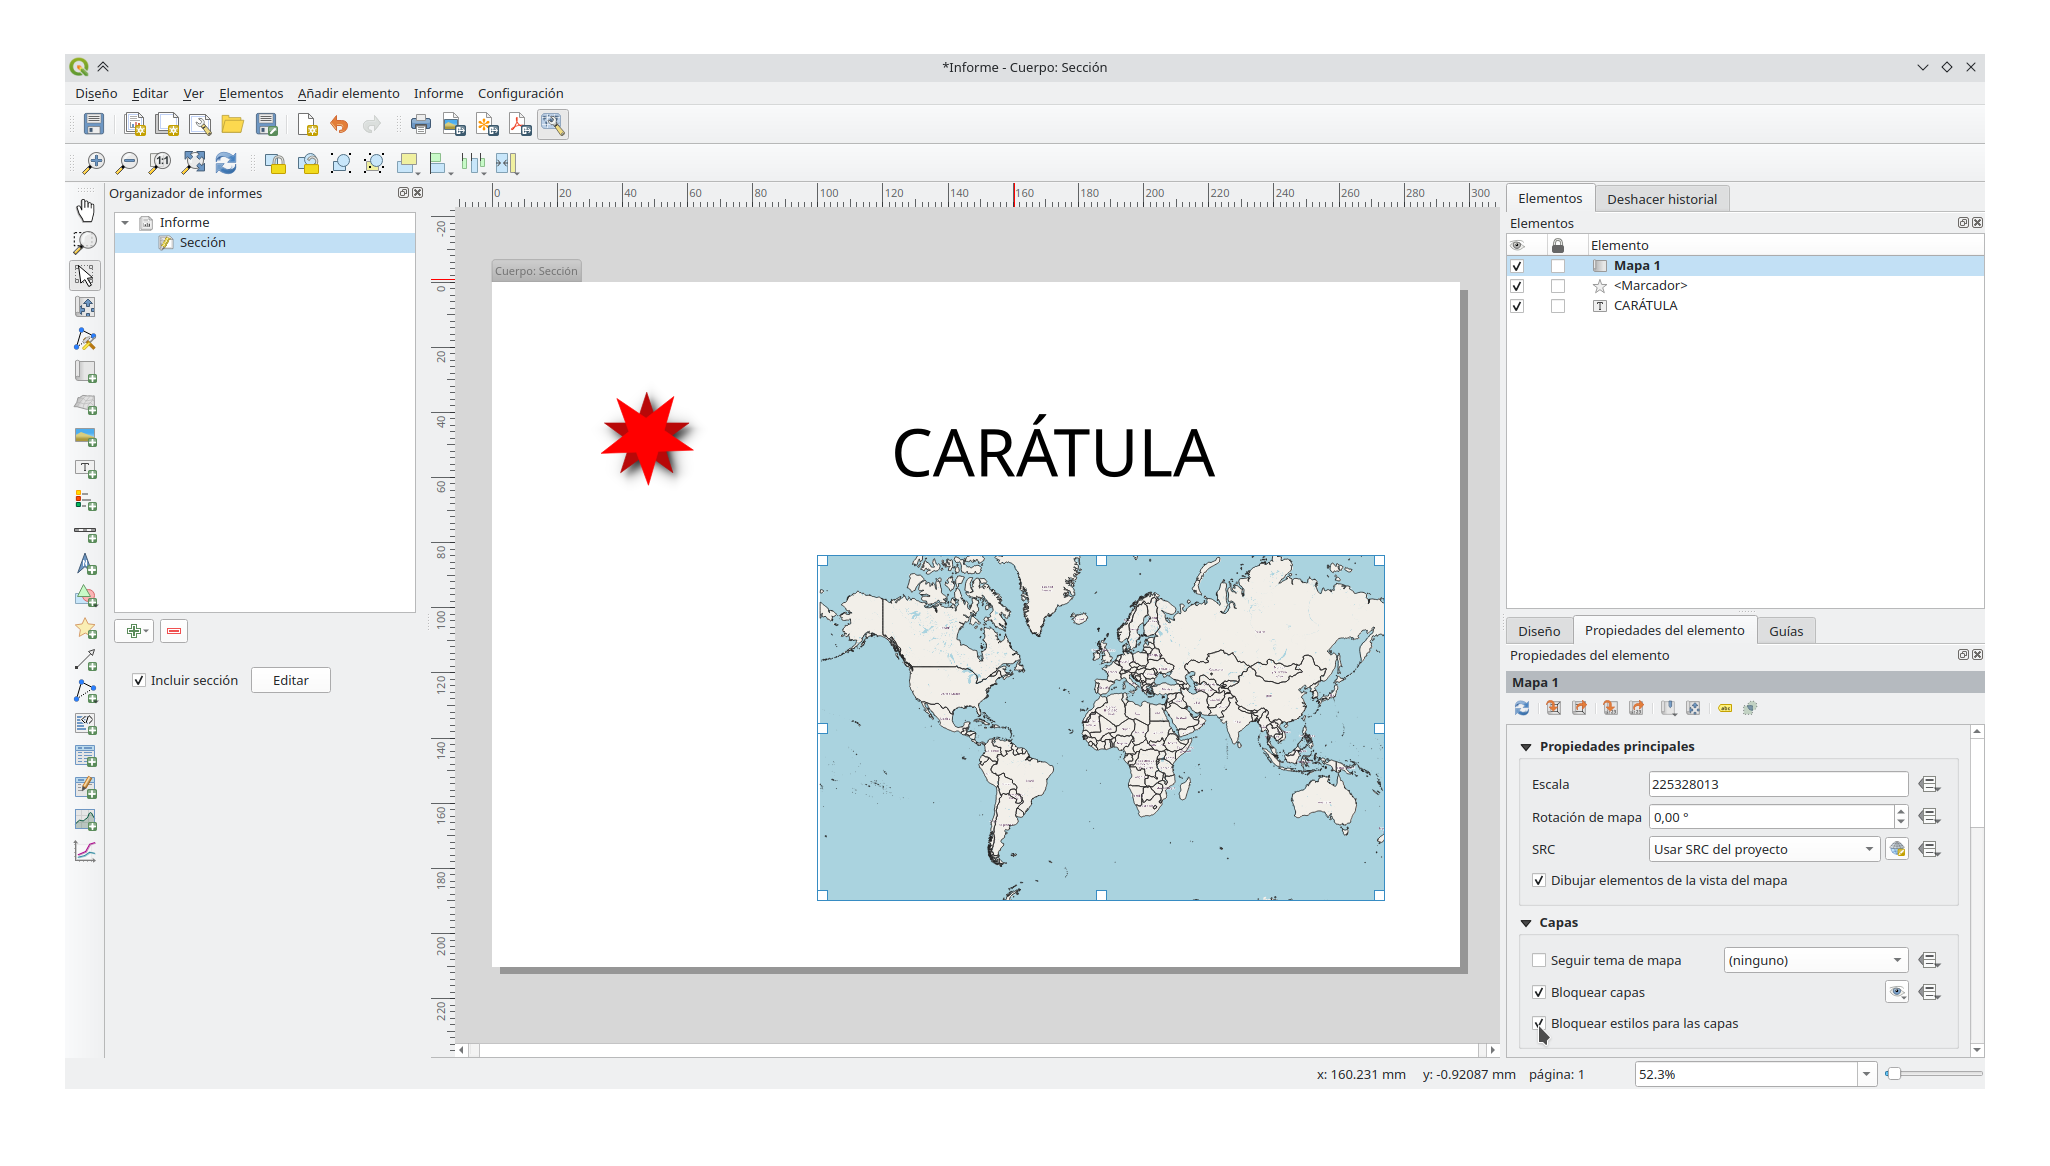 *Informe - Cuerpo: Sección
Diseño Editar Ver Elementos Añadir elemento Informe Configuración
Organizador de informes
Informe
Sección
Incluir sección Editar
0 20 40 60 80 100 120 140 160 180 200 220 240 260 280 300
-20 0 20 40 60 80 100 120 140 160 180 200 220
Cuerpo: Sección
CARÁTULA
Elementos Deshacer historial
Elementos
Elemento
Mapa 1
<Marcador>
CARÁTULA
Diseño Propiedades del elemento Guías
Propiedades del elemento
Mapa 1
Propiedades principales
Escala 225328013
Rotación de mapa 0,00 °
SRC Usar SRC del proyecto
Dibujar elementos de la vista del mapa
Capas
Seguir tema de mapa (ninguno)
Bloquear capas
Bloquear estilos para las capas
x: 160.231 mm y: -0.92087 mm página: 1 52.3%